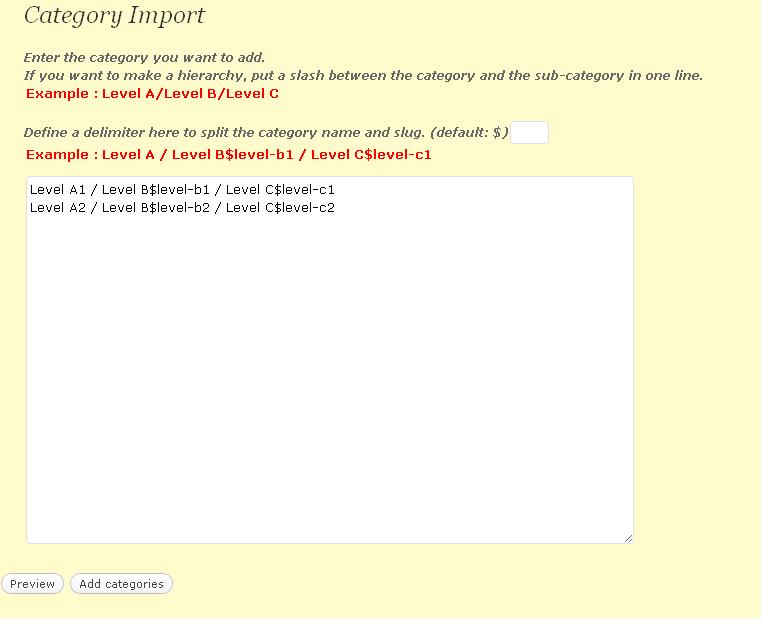 Category Import
Enter the category you want to add.
If you want to make a hierarchy, put a slash between the category and the sub-category in one line.
Example : Level A/Level B/Level C
Define a delimiter here to split the category name and slug. (default: $)
Example : Level A / Level B$level-b1 / Level C$level-c1
Level A1 / Level B$level-b1 / Level C$level-c1
Level A2 / Level B$level-b2 / Level C$level-c2
Preview Add categories